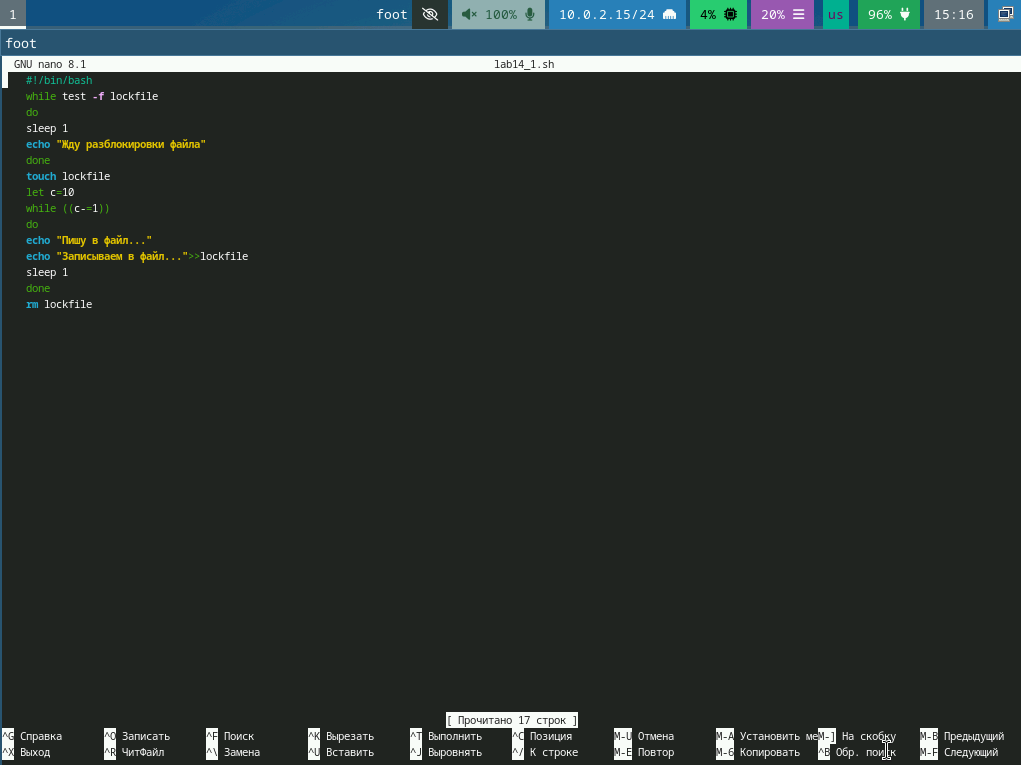 1 foot 100% 10.0.2.15/24 4% 20% us 96% 15:16
foot
GNU nano 8.1 lab14_1.sh
#!/bin/bash
while test -f lockfile
do
sleep 1
echo "Жду разблокировки файла"
done
touch lockfile
let c=10
while ((c-=1))
do
echo "Пишу в файл..."
echo "Записываем в файл...">>lockfile
sleep 1
done
rm lockfile
[ Прочитано 17 строк ]
^G Справка ^O Записать ^F Поиск ^K Вырезать ^T Выполнить ^C Позиция M-U Отмена M-A Установить ме M-] На скобку M-B Предыдущий
^X Выход ^R ЧитФайл ^\ Замена ^U Вставить ^J Выровнять ^/ К строке M-E Повтор M-6 Копировать ^B Обр. поиск M-F Следующий